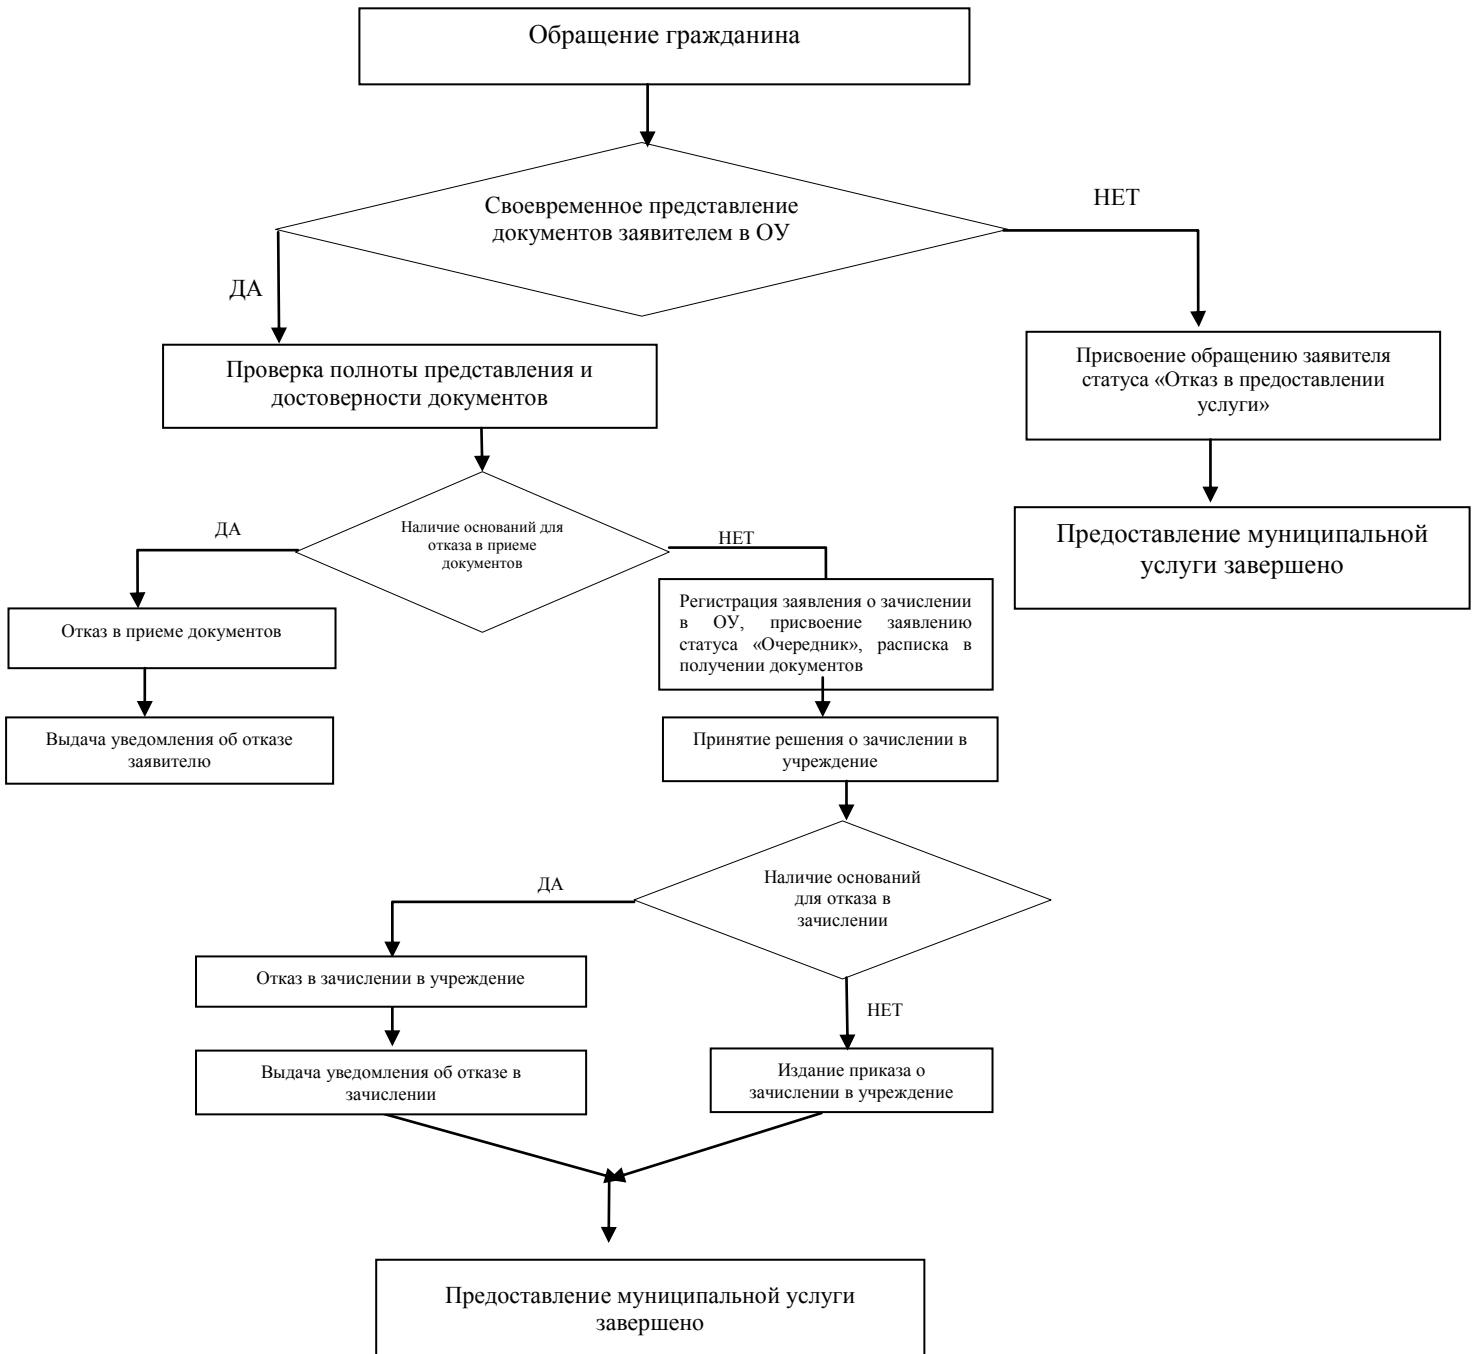 Обращение гражданина
Своевременное представление
документов заявителем в ОУ
НЕТ
ДА
Проверка полноты представления и
достоверности документов
Присвоение обращению заявителя
статуса «Отказ в предоставлении
услуги»
Предоставление муниципальной
услуги завершено
Наличие оснований для
отказа в приеме
документов
ДА
НЕТ
Отказ в приеме документов
Регистрация заявления о зачислении
в ОУ, присвоение заявлению
статуса «Очередник», расписка в
получении документов
Выдача уведомления об отказе
заявителю
Принятие решения о зачислении в
учреждение
Наличие оснований
для отказа в
зачислении
ДА
Отказ в зачислении в учреждение
НЕТ
Выдача уведомления об отказе в
зачислении
Издание приказа о
зачислении в учреждение
Предоставление муниципальной услуги
завершено